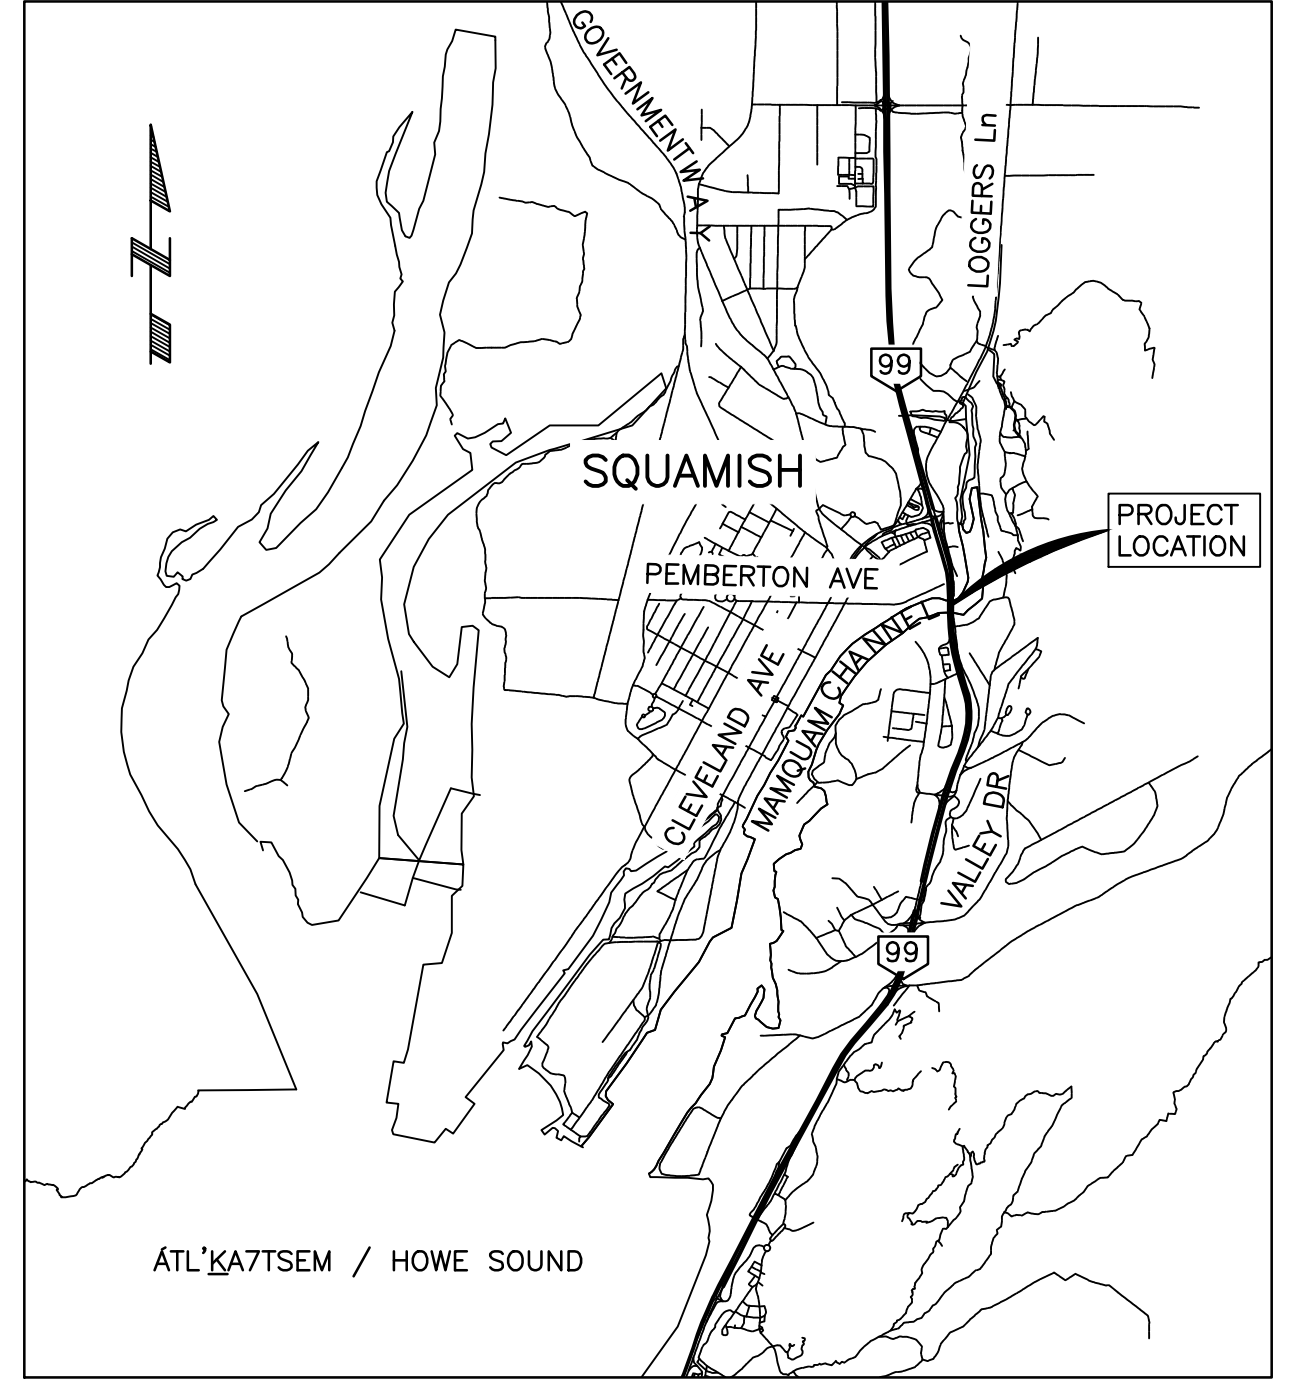 GOVERNMENT WAY
LOGGERS Ln
99
SQUAMISH
PROJECT
LOCATION
PEMBERTON AVE
MAMQUAM CHANNEL
CLEVELAND AVE
VALLEY DR
99
ÁTL'K̲A7TSEM / HOWE SOUND